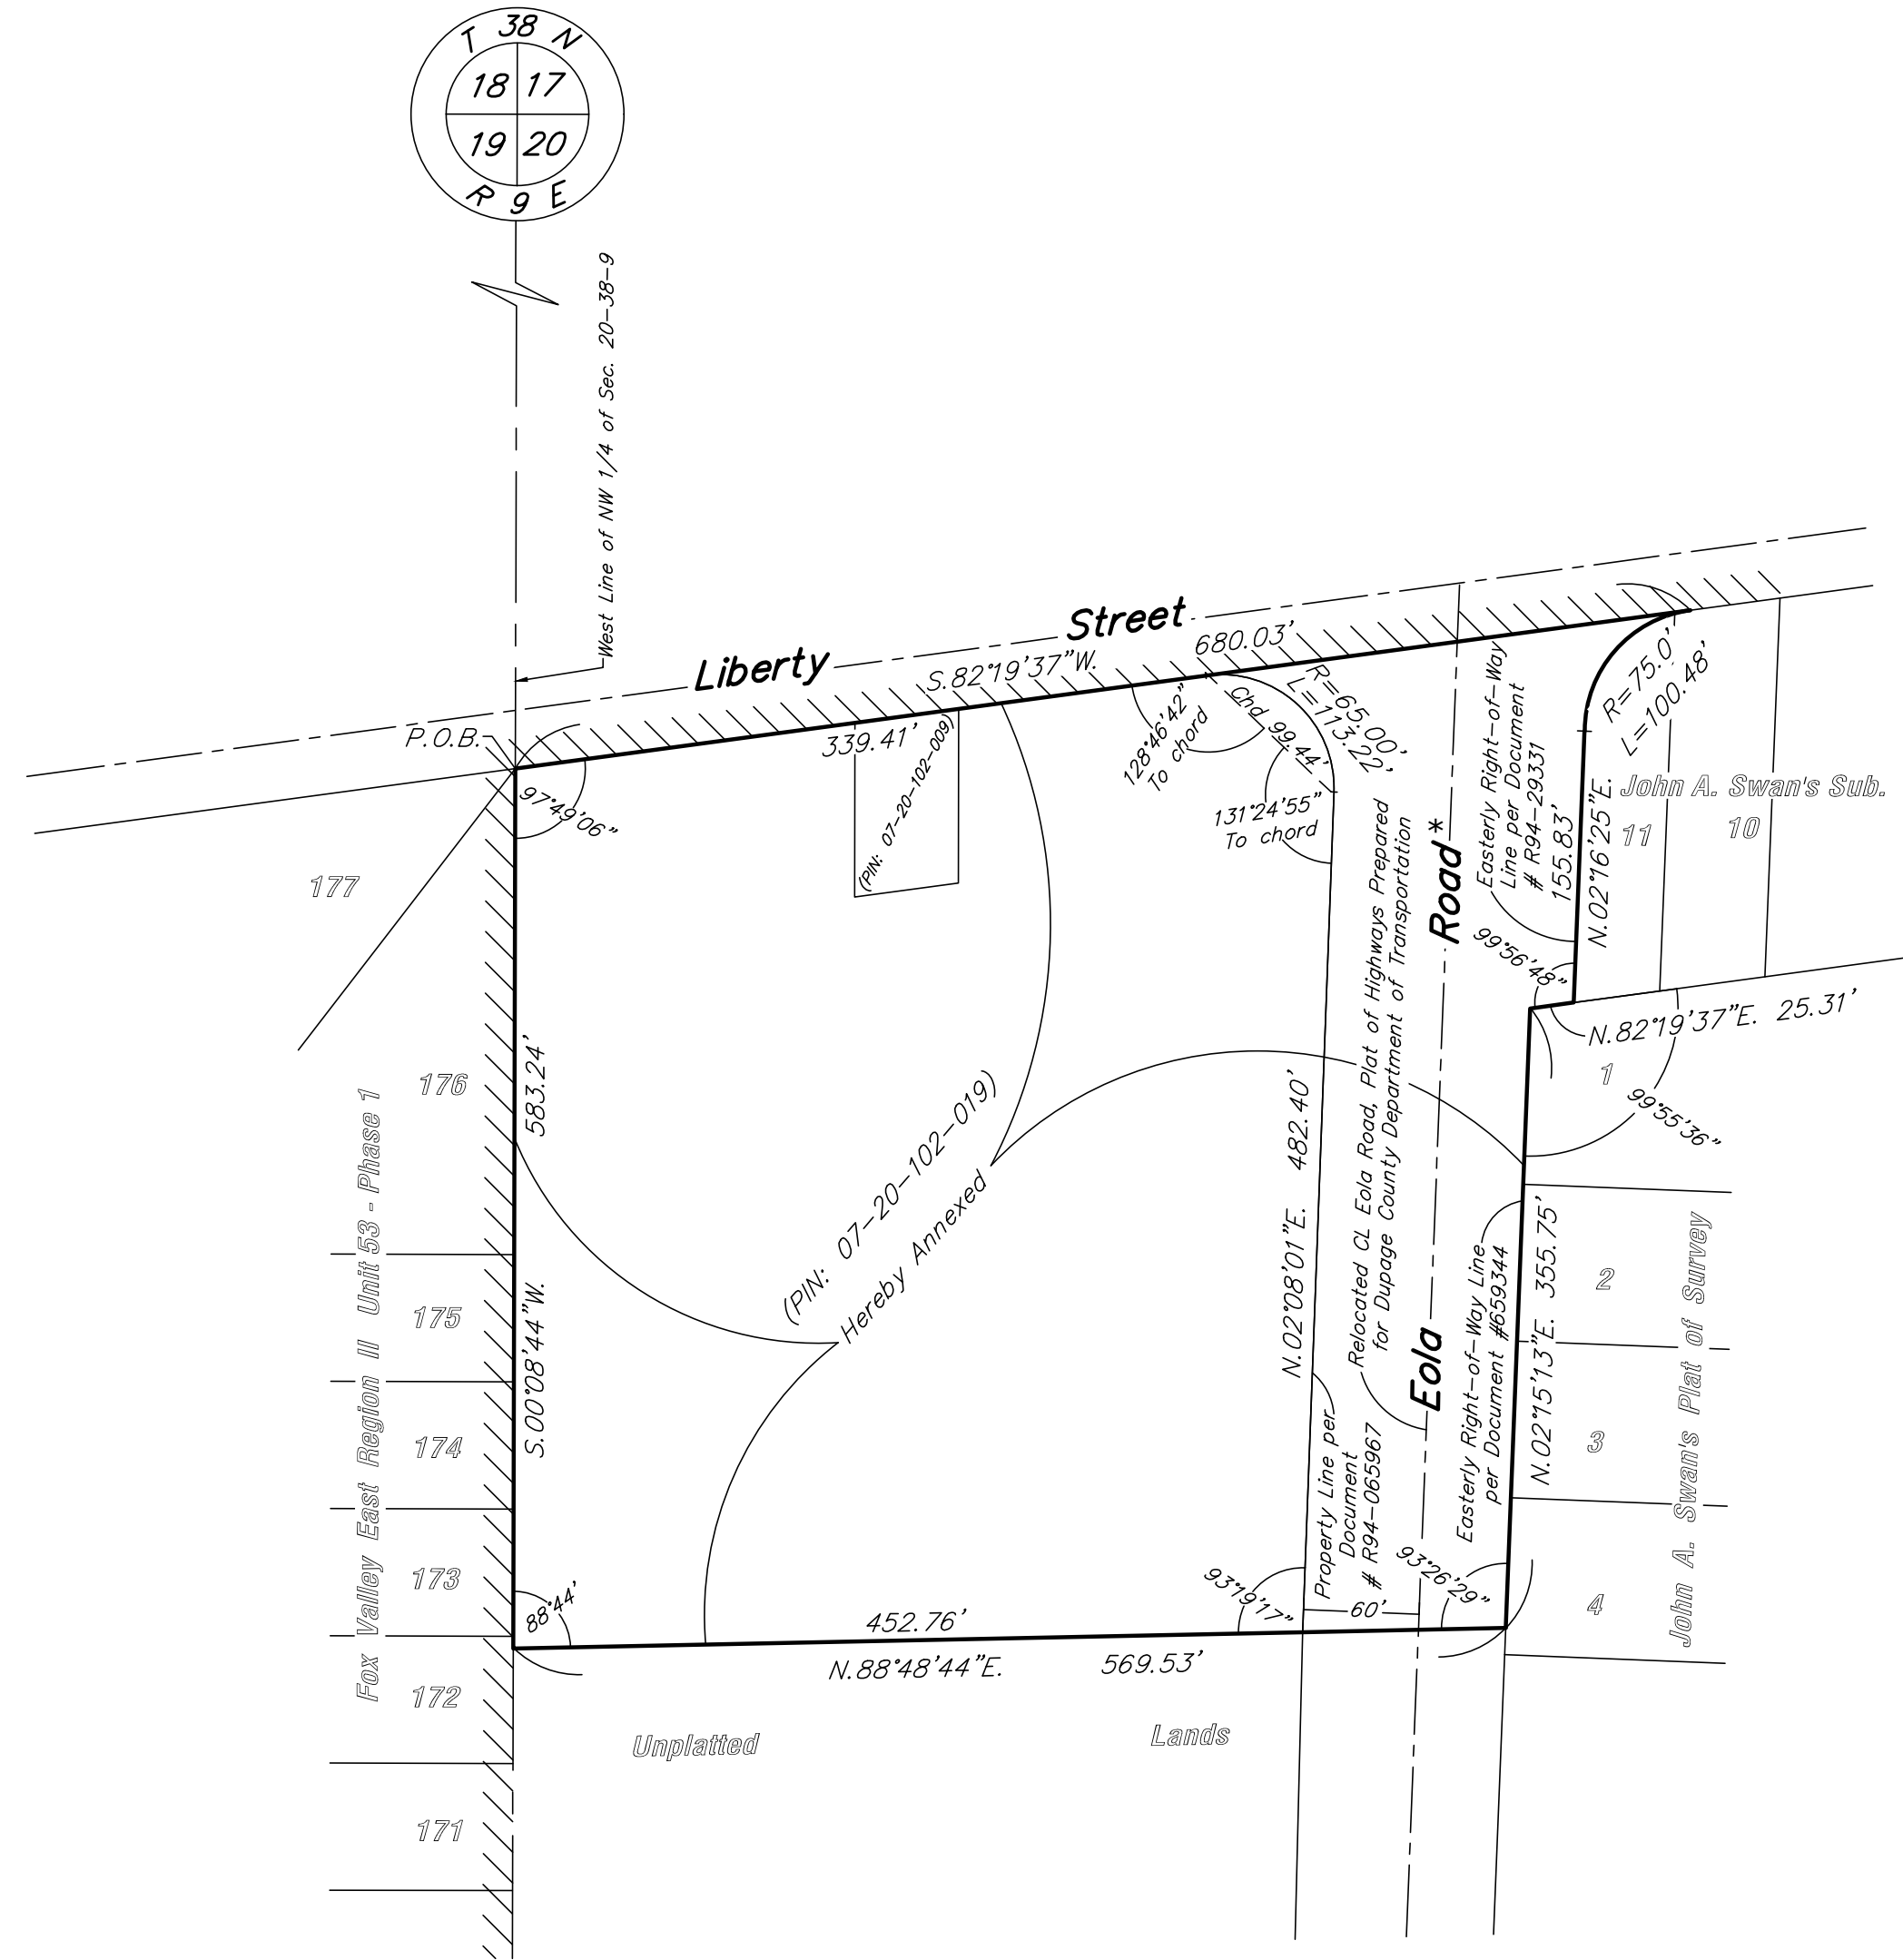 T 38 N
18 17
19 20
R 9 E
West Line of NW 1/4 of Sec. 20-38-9
Liberty Street
680.03'
S.82°19'37"W.
P.O.B.
339.41'
(PIN: 07-20-102-009)
97°49'06"
128°46'42"
To chord
Chd 99.44'
R=65.00'
L=113.22'
131°24'55"
To chord
R=75.0'
L=100.48'
Easterly Right-of-Way
Line per Document
# R94-29331
155.83'
N.02°16'25"E.
John A. Swan's Sub.
11
10
177
99°56'48"
N.82°19'37"E. 25.31'
99°55'36"
Eola Road *
Relocated CL Eola Road, Plat of Highways Prepared
for Dupage County Department of Transportation
176
583.24'
S.00°08'44"W.
Fox Valley East Region II Unit 53 - Phase 1
175
174
173
172
171
(PIN: 07-20-102-019)
Hereby Annexed
N.02°08'01"E. 482.40'
Property Line per
Document
# R94-065967
Easterly Right-of-Way Line
per Document #659344
N.02°15'13"E. 355.75'
1
2
3
4
John A. Swan's Plat of Survey
88°44'
452.76'
93°19'17"
60'
93°26'29"
N.88°48'44"E. 569.53'
Unplatted Lands